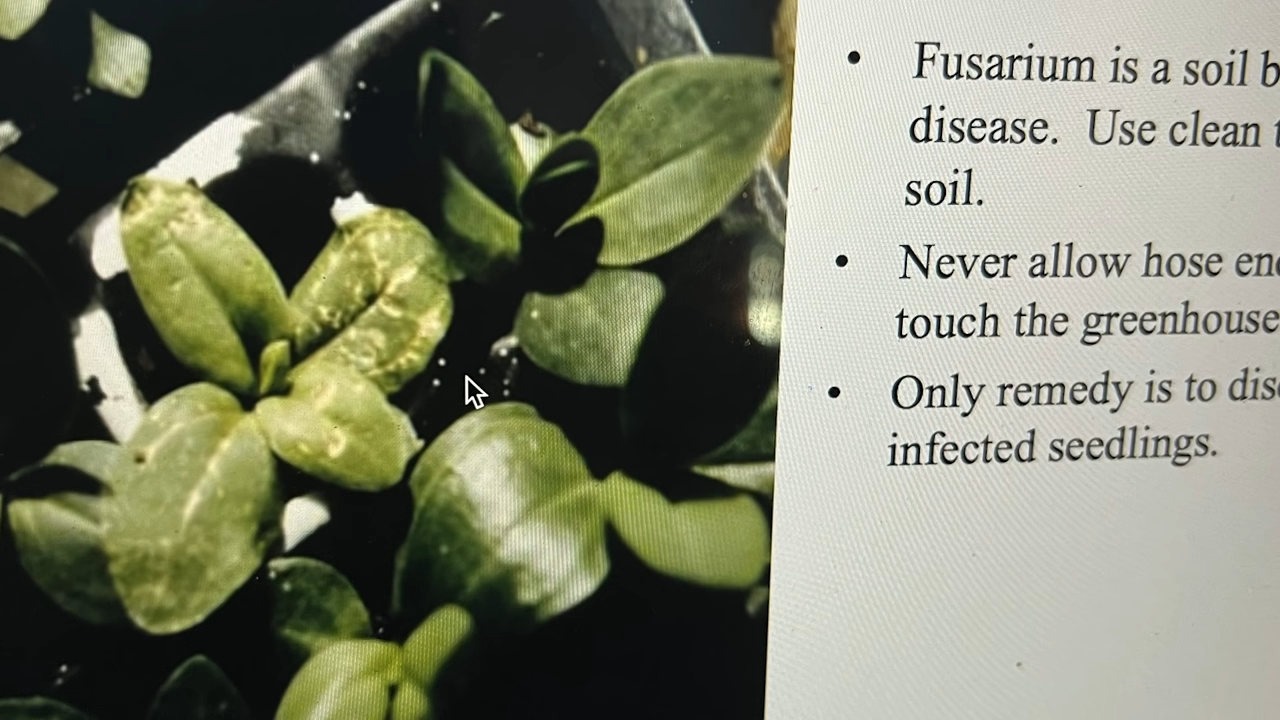 • Fusarium is a soil
disease. Use clean
soil.
• Never allow hose
touch the greenhouse
• Only remedy is to
infected seedlings.